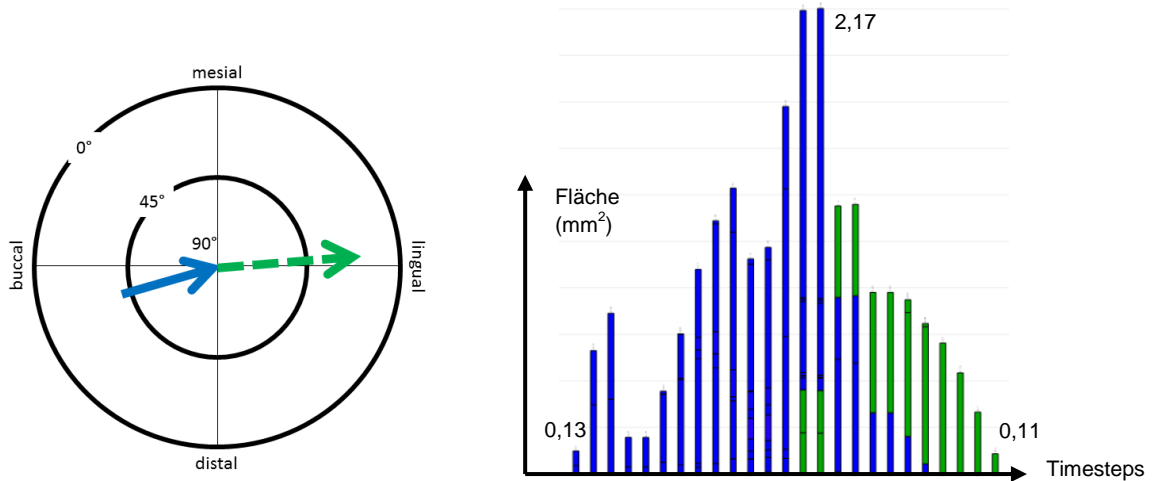 mesial
0°
45°
90°
buccal
lingual
distal
2,17
Fläche
(mm²)
0,13
0,11
Timesteps